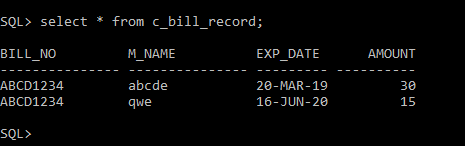 SQL> select * from c_bill_record;
BILL_NO         M_NAME          EXP_DATE      AMOUNT
--------------- --------------- --------- ----------
ABCD1234        abcde           20-MAR-19         30
ABCD1234        qwe             16-JUN-20         15
SQL>